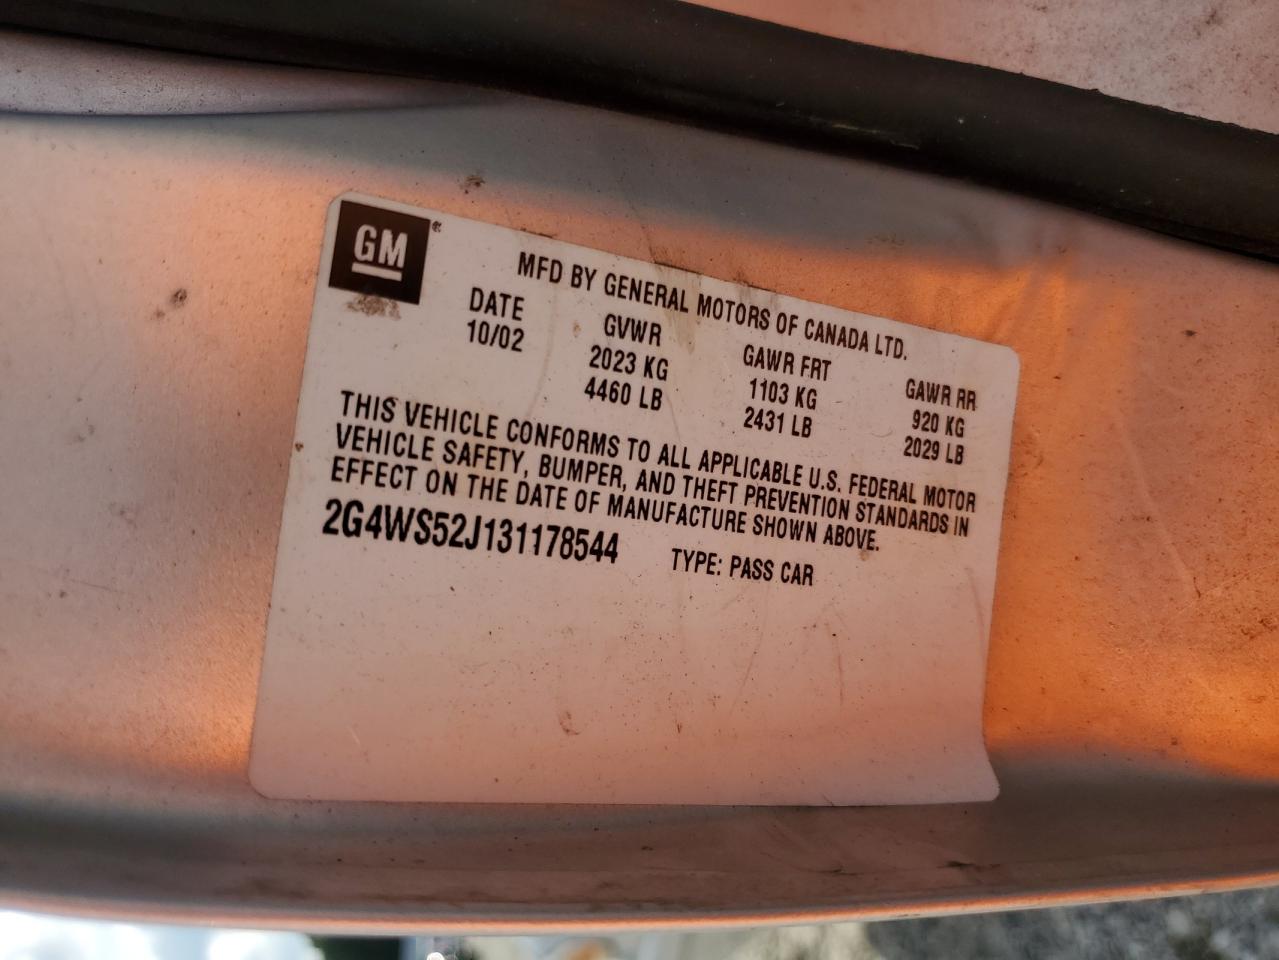 GM®
MFD BY GENERAL MOTORS OF CANADA LTD.
DATE GVWR GAWR FRT GAWR RR
10/02 2023 KG 1103 KG 920 KG
4460 LB 2431 LB 2029 LB
THIS VEHICLE CONFORMS TO ALL APPLICABLE U.S. FEDERAL MOTOR
VEHICLE SAFETY, BUMPER, AND THEFT PREVENTION STANDARDS IN
EFFECT ON THE DATE OF MANUFACTURE SHOWN ABOVE.
2G4WS52J131178544 TYPE: PASS CAR